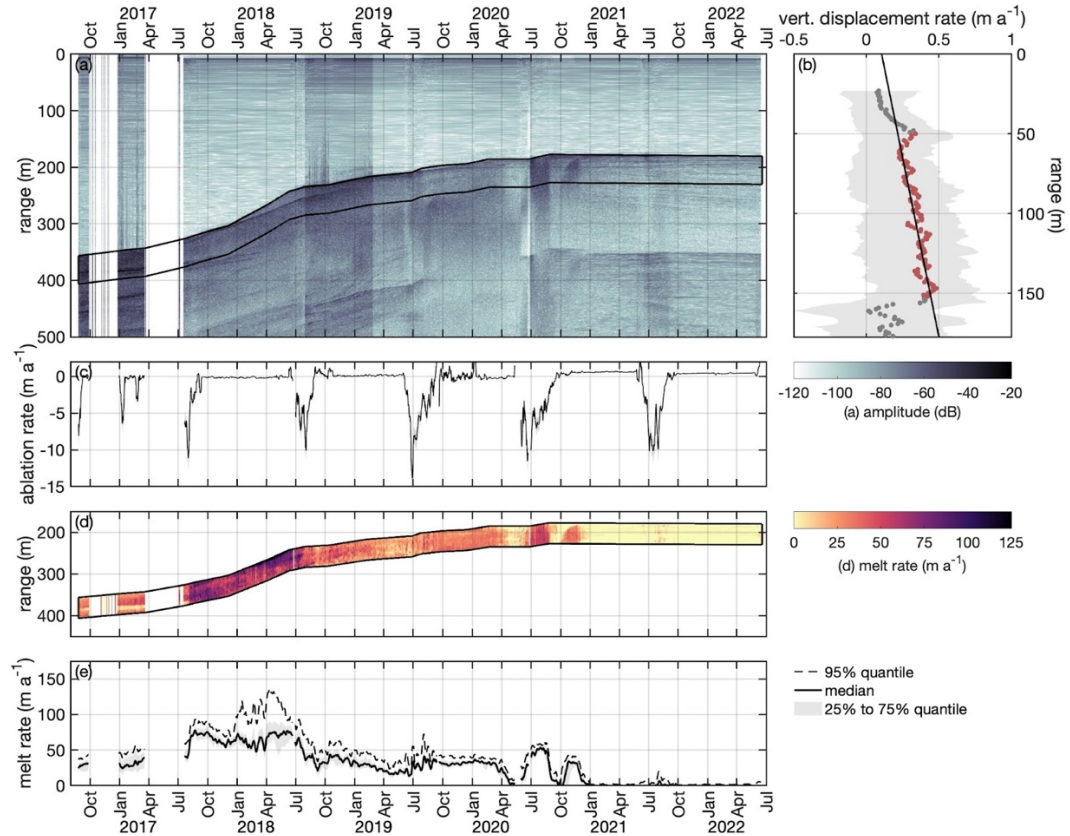 2017 2018 2019 2020 2021 2022
Oct Jan Apr Jul Oct Jan Apr Jul Oct Jan Apr Jul Oct Jan Apr Jul Oct Jan Apr Jul Oct Jan Apr Jul
vert. displacement rate (m a⁻¹)
-0.5 0 0.5 1
(a)
range (m)
0
100
200
300
400
500
(b)
0
50
100
150
range (m)
(c)
ablation rate (m a⁻¹)
0
-5
-10
-15
-120 -100 -80 -60 -40 -20
(a) amplitude (dB)
(d)
range (m)
200
300
400
0 25 50 75 100 125
(d) melt rate (m a⁻¹)
(e)
melt rate (m a⁻¹)
150
100
50
0
95% quantile
median
25% to 75% quantile
Oct Jan Apr Jul Oct Jan Apr Jul Oct Jan Apr Jul Oct Jan Apr Jul Oct Jan Apr Jul Oct Jan Apr Jul
2017 2018 2019 2020 2021 2022